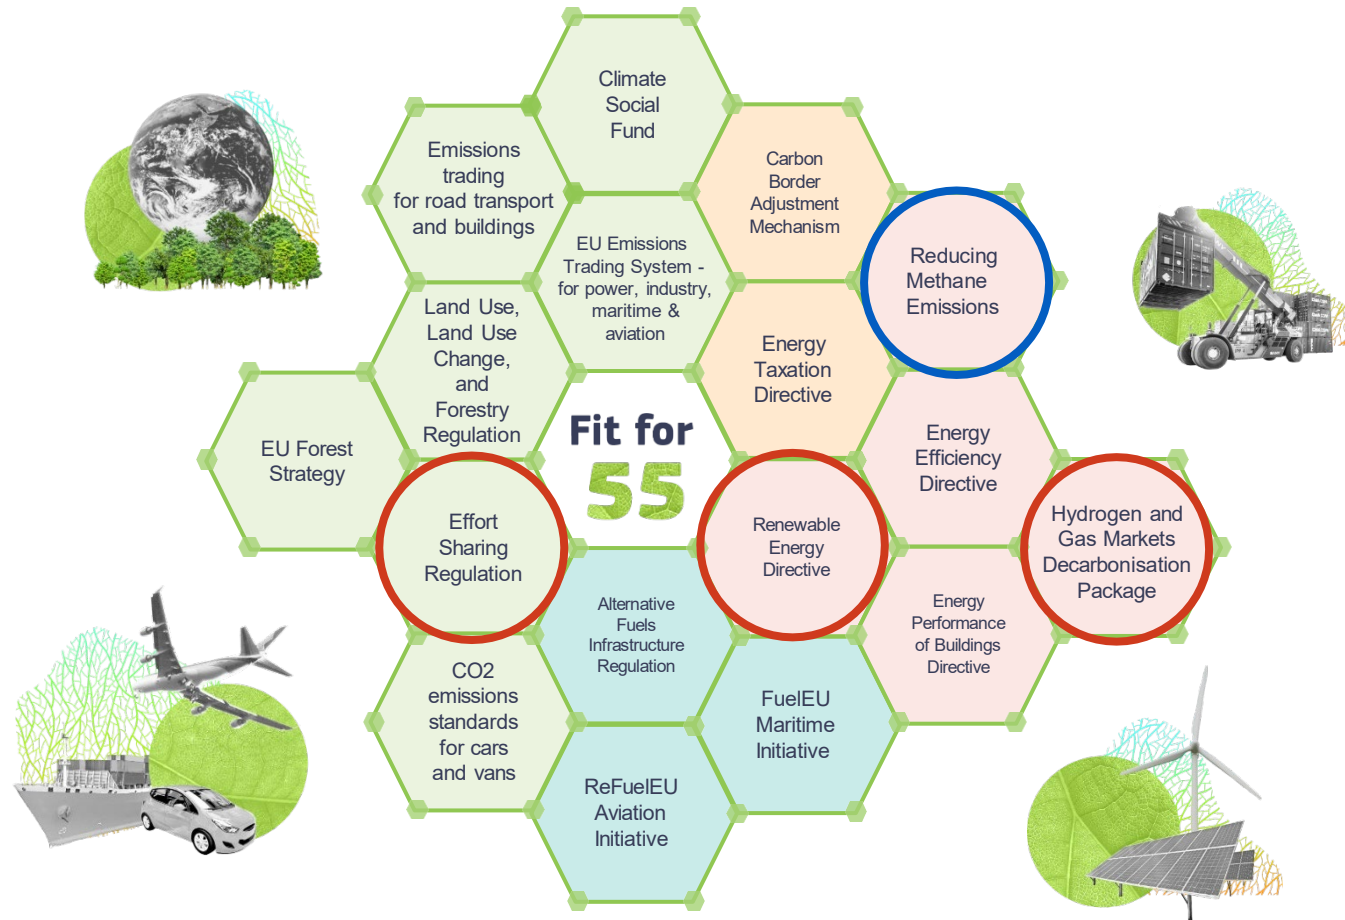 Climate
Social
Fund
Emissions
trading
for road transport
and buildings
Carbon
Border
Adjustment
Mechanism
EU Emissions
Trading System -
for power, industry,
maritime &
aviation
Reducing
Methane
Emissions
Land Use,
Land Use
Change,
and
Forestry
Regulation
Energy
Taxation
Directive
EU Forest
Strategy
Fit for
55
Energy
Efficiency
Directive
Effort
Sharing
Regulation
Renewable
Energy
Directive
Hydrogen and
Gas Markets
Decarbonisation
Package
Alternative
Fuels
Infrastructure
Regulation
Energy
Performance
of Buildings
Directive
CO2
emissions
standards
for cars
and vans
FuelEU
Maritime
Initiative
ReFuelEU
Aviation
Initiative